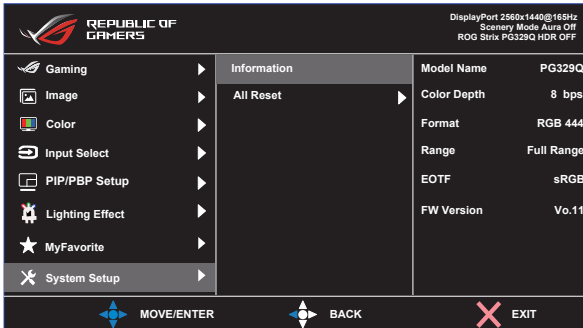 REPUBLIC OF
GAMERS
DisplayPort 2560x1440@165Hz
Scenery Mode Aura Off
ROG Strix PG329Q HDR OFF
Gaming
Image
Color
Input Select
PIP/PBP Setup
Lighting Effect
MyFavorite
System Setup
Information
All Reset
Model Name PG329Q
Color Depth 8 bps
Format RGB 444
Range Full Range
EOTF sRGB
FW Version Vo.11
MOVE/ENTER
BACK
EXIT